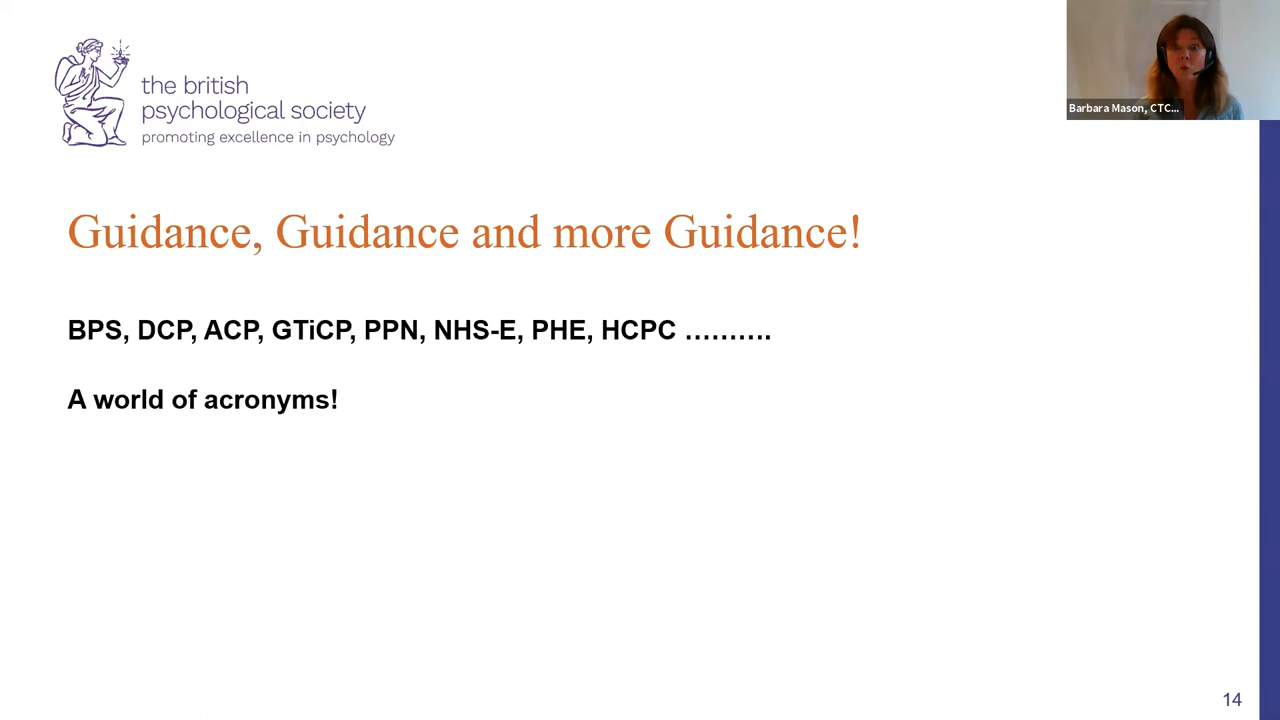 the british
psychological society
promoting excellence in psychology
Barbara Mason, CTC...
Guidance, Guidance and more Guidance!
BPS, DCP, ACP, GTiCP, PPN, NHS-E, PHE, HCPC ……….
A world of acronyms!
14